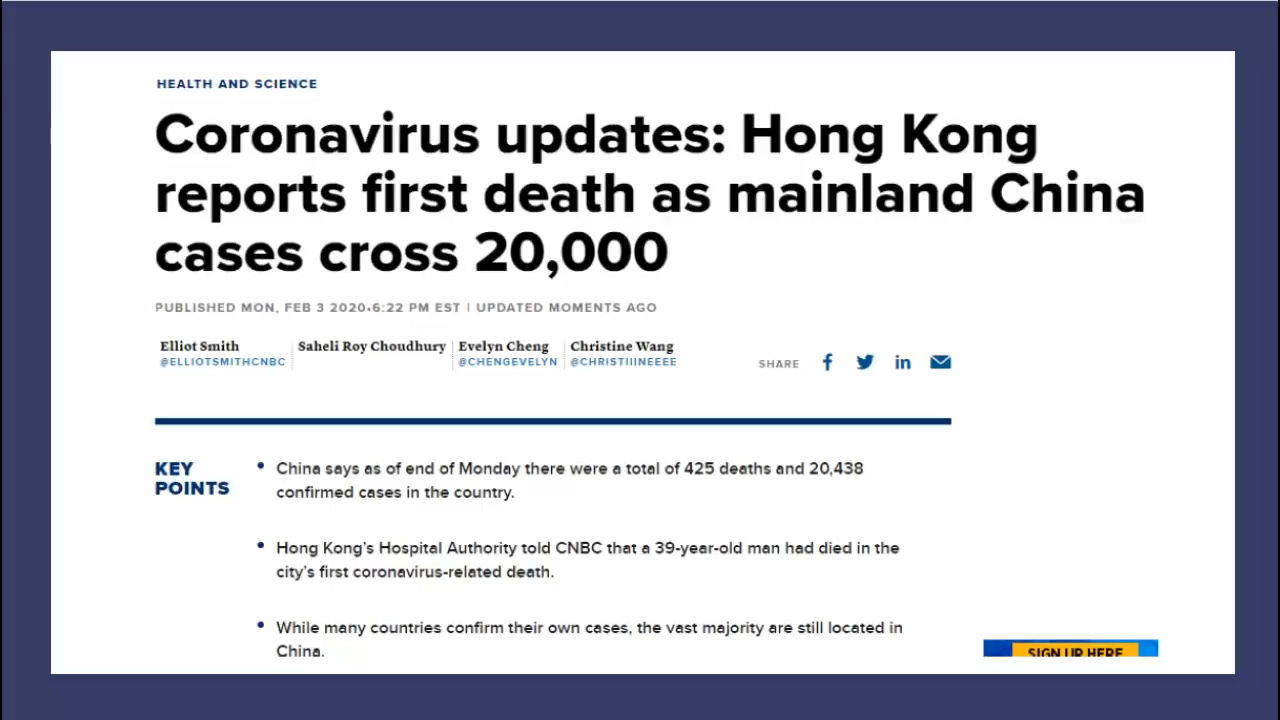 HEALTH AND SCIENCE
Coronavirus updates: Hong Kong
reports first death as mainland China
cases cross 20,000
PUBLISHED MON, FEB 3 2020•6:22 PM EST | UPDATED MOMENTS AGO
Elliot Smith
@ELLIOTSMITHCNBC
Saheli Roy Choudhury
Evelyn Cheng
@CHENGEVELYN
Christine Wang
@CHRISTIINEEEE
SHARE
KEY
POINTS
• China says as of end of Monday there were a total of 425 deaths and 20,438
confirmed cases in the country.
• Hong Kong’s Hospital Authority told CNBC that a 39-year-old man had died in the
city’s first coronavirus-related death.
• While many countries confirm their own cases, the vast majority are still located in
China.
SIGN UP HERE